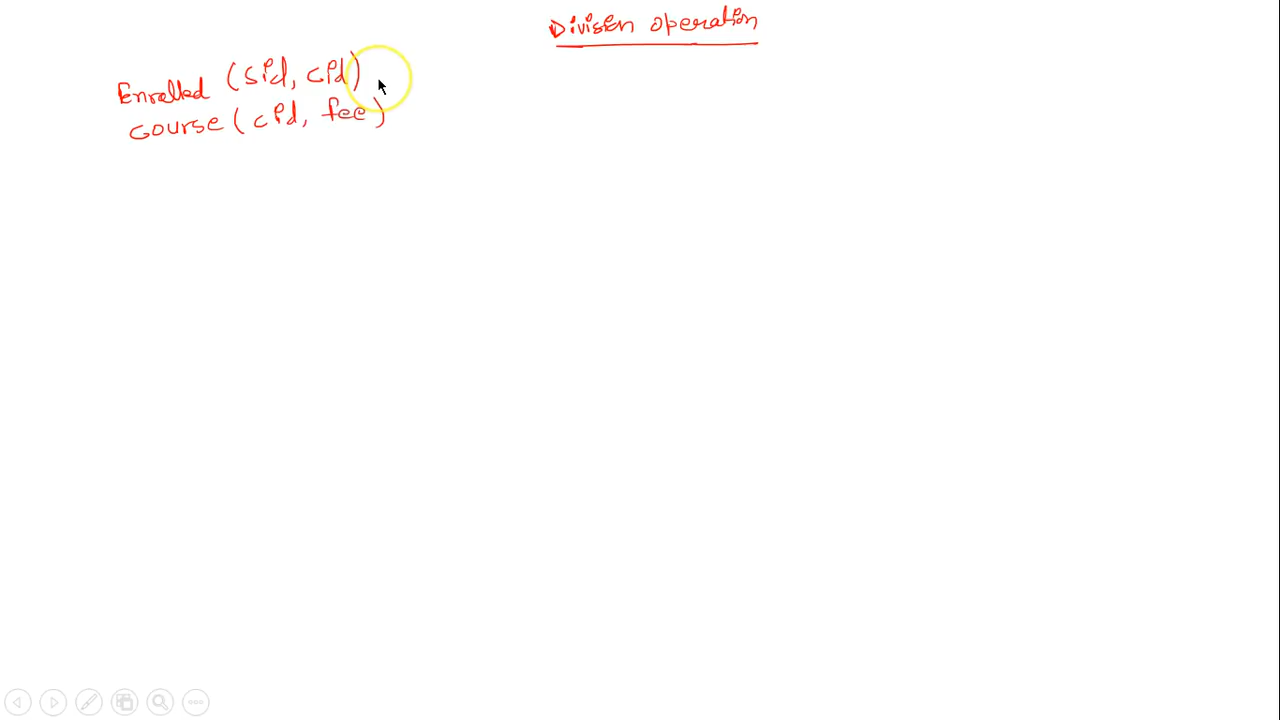 Division operation
Enrolled (sid, cid)
course (cid, fee)